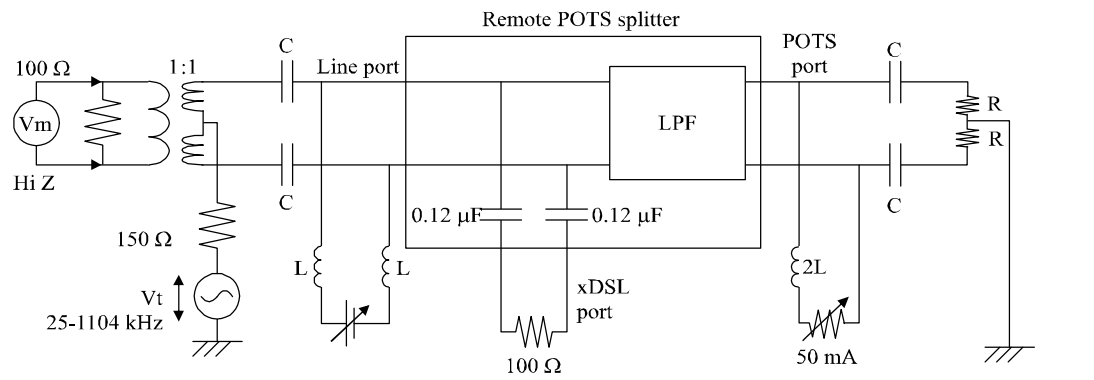 Remote POTS splitter
POTS
port
C
C
100 Ω
1:1
Line port
Vm
LPF
R
R
Hi Z
C
0.12 µF
0.12 µF
C
150 Ω
L
L
2L
Vt
25-1104 kHz
xDSL
port
100 Ω
50 mA